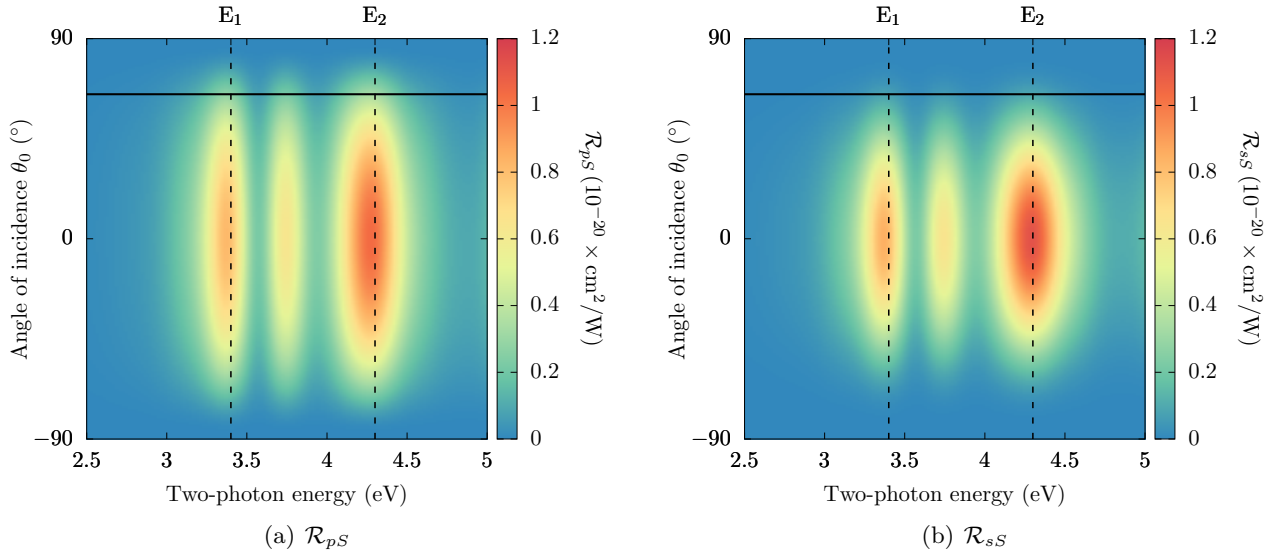 E₁ E₂
90
0
−90
Angle of incidence θ₀ (°)
2.5 3 3.5 4 4.5 5
Two-photon energy (eV)
1.2
1
0.8
0.6
0.4
0.2
0
ℛpS (10⁻²⁰ × cm²/W)
(a) ℛpS
E₁ E₂
90
0
−90
Angle of incidence θ₀ (°)
2.5 3 3.5 4 4.5 5
Two-photon energy (eV)
1.2
1
0.8
0.6
0.4
0.2
0
ℛsS (10⁻²⁰ × cm²/W)
(b) ℛsS